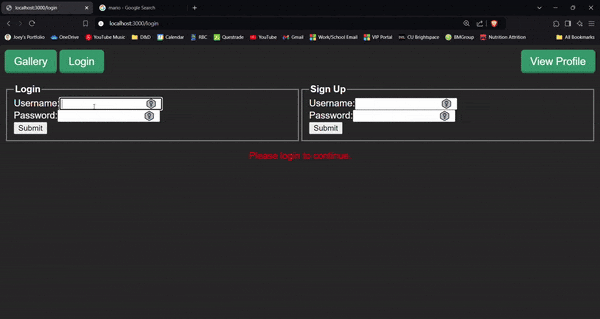 localhost:3000/login
mano - Google Search
localhost:3000/login
Joey's Portfolio OneDrive YouTube Music D&D Calendar RBC Questrade YouTube Gmail Work/School Email VIP Portal CU Brightspace BMGroup Nutrition Attrition All Bookmarks
Gallery Login View Profile
Login Sign Up
Username: Username:
Password: Password:
Submit Submit
Please login to continue.